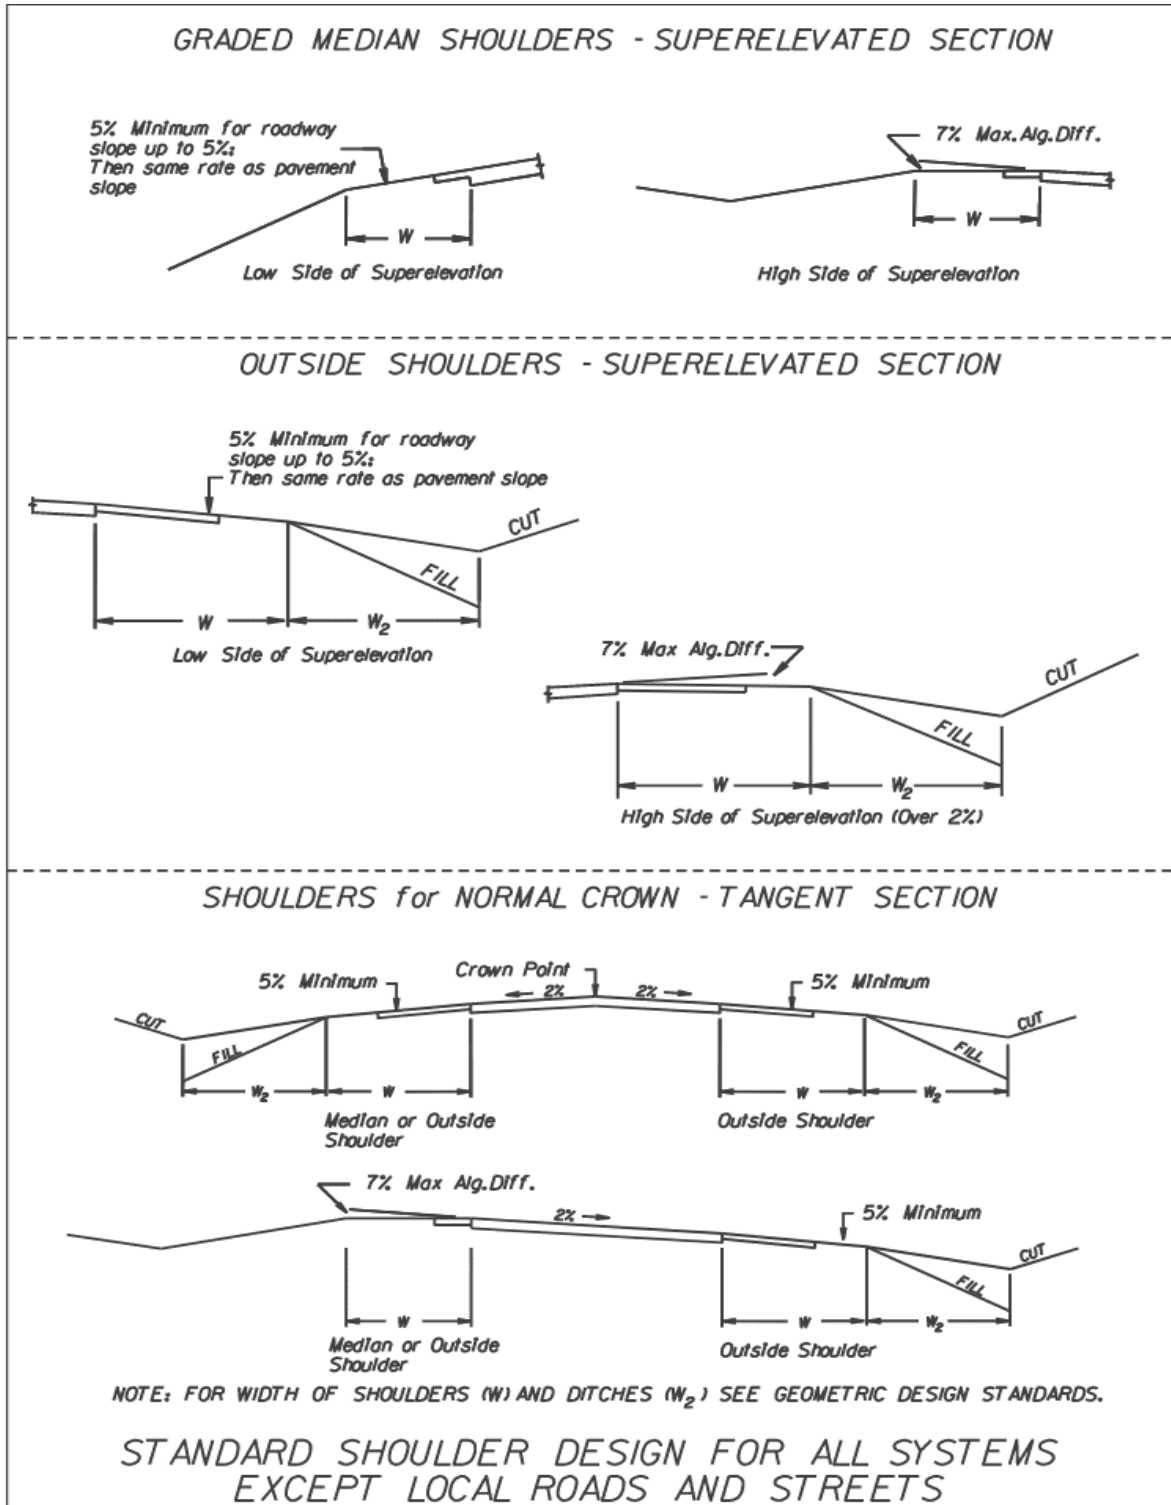 GRADED MEDIAN SHOULDERS - SUPERELEVATED SECTION
5% Minimum for roadway
slope up to 5%;
Then same rate as pavement
slope
W
Low Side of Superelevation
7% Max.Alg.Diff.
W
High Side of Superelevation
OUTSIDE SHOULDERS - SUPERELEVATED SECTION
5% Minimum for roadway
slope up to 5%;
Then same rate as pavement slope
CUT
FILL
W W2
Low Side of Superelevation
7% Max Alg.Diff.
CUT
FILL
W W2
High Side of Superelevation (Over 2%)
SHOULDERS for NORMAL CROWN - TANGENT SECTION
5% Minimum Crown Point 5% Minimum
2% 2%
CUT CUT
FILL FILL
W2 W W W2
Median or Outside
Shoulder
Outside Shoulder
7% Max Alg.Diff.
2%
5% Minimum
CUT
FILL
W W W2
Median or Outside
Shoulder
Outside Shoulder
NOTE: FOR WIDTH OF SHOULDERS (W) AND DITCHES (W2) SEE GEOMETRIC DESIGN STANDARDS.
STANDARD SHOULDER DESIGN FOR ALL SYSTEMS
EXCEPT LOCAL ROADS AND STREETS